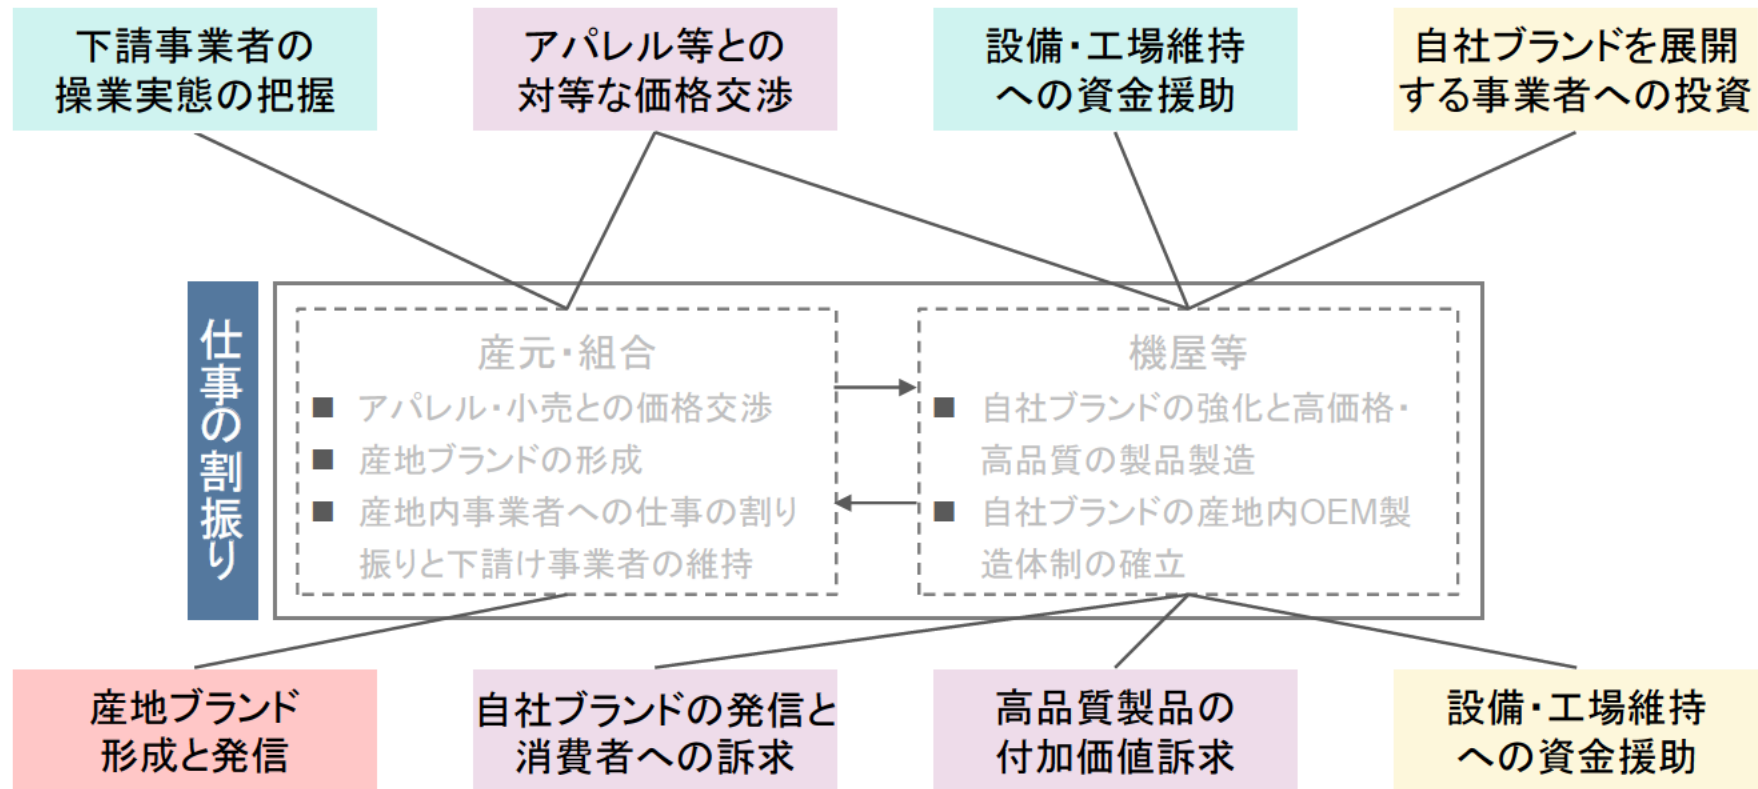 下請事業者の
操業実態の把握
アパレル等との
対等な価格交渉
設備・工場維持
への資金援助
自社ブランドを展開
する事業者への投資
仕事の割振り
産元・組合
■ アパレル・小売との価格交渉
■ 産地ブランドの形成
■ 産地内事業者への仕事の割り
振りと下請け事業者の維持
機屋等
■ 自社ブランドの強化と高価格・
高品質の製品製造
■ 自社ブランドの産地内OEM製
造体制の確立
産地ブランド
形成と発信
自社ブランドの発信と
消費者への訴求
高品質製品の
付加価値訴求
設備・工場維持
への資金援助